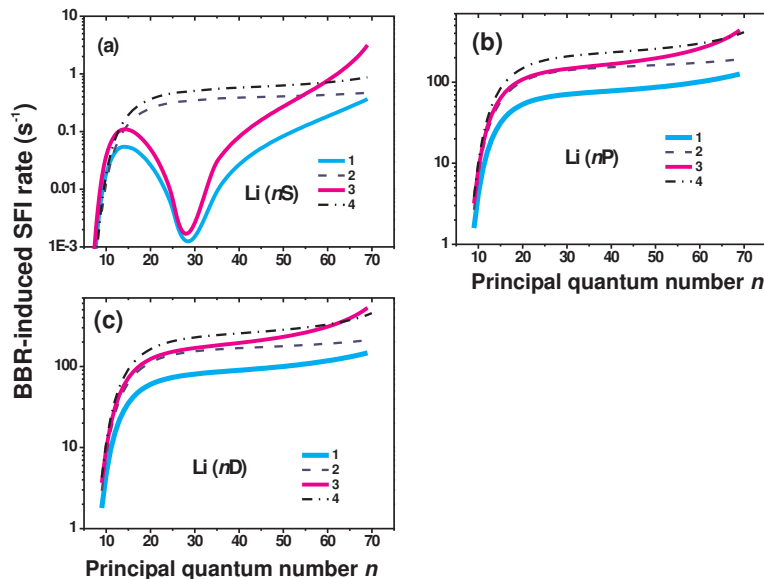 BBR-induced SFI rate (s⁻¹)
(a)
10
1
0.1
0.01
1E-3
Li (nS)
1
2
3
4
10 20 30 40 50 60 70
(b)
100
10
1
Li (nP)
1
2
3
4
10 20 30 40 50 60 70
Principal quantum number n
(c)
100
10
1
Li (nD)
1
2
3
4
10 20 30 40 50 60 70
Principal quantum number n